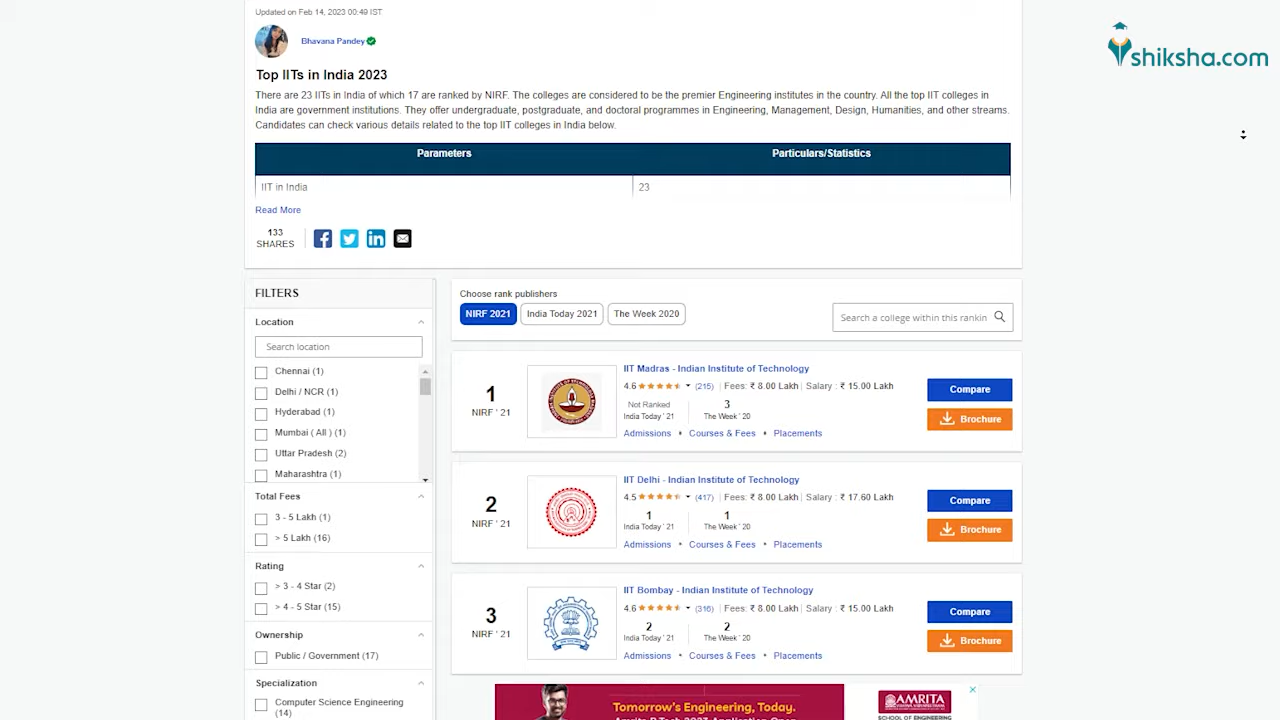 Updated on Feb 14, 2023 00:49 IST
shiksha.com
Bhavana Pandey
Top IITs in India 2023
There are 23 IITs in India of which 17 are ranked by NIRF. The colleges are considered to be the premier Engineering institutes in the country. All the top IIT colleges in
India are government institutions. They offer undergraduate, postgraduate, and doctoral programmes in Engineering, Management, Design, Humanities, and other streams.
Candidates can check various details related to the top IIT colleges in India below.
Parameters Particulars/Statistics
IIT in India 23
Read More
133
SHARES
FILTERS
Location
Search location
Chennai (1)
Delhi / NCR (1)
Hyderabad (1)
Mumbai ( All ) (1)
Uttar Pradesh (2)
Maharashtra (1)
Total Fees
3 - 5 Lakh (1)
> 5 Lakh (16)
Rating
> 3 - 4 Star (2)
> 4 - 5 Star (15)
Ownership
Public / Government (17)
Specialization
Computer Science Engineering
(14)
Choose rank publishers
NIRF 2021 India Today 2021 The Week 2020
Search a college within this rankin
1
NIRF ' 21
IIT Madras - Indian Institute of Technology
4.6 (215) Fees: ₹ 8.00 Lakh Salary : ₹ 15.00 Lakh
Not Ranked 3
India Today ' 21 The Week ' 20
Admissions • Courses & Fees • Placements
Compare
Brochure
2
NIRF ' 21
IIT Delhi - Indian Institute of Technology
4.5 (417) Fees: ₹ 8.00 Lakh Salary : ₹ 17.60 Lakh
1 1
India Today ' 21 The Week ' 20
Admissions • Courses & Fees • Placements
Compare
Brochure
3
NIRF ' 21
IIT Bombay - Indian Institute of Technology
4.6 (316) Fees: ₹ 8.00 Lakh Salary : ₹ 15.00 Lakh
2 2
India Today ' 21 The Week ' 20
Admissions • Courses & Fees • Placements
Compare
Brochure
Tomorrow's Engineering, Today.
Amrita B.Tech 2023 Application Open
AMRITA
SCHOOL OF ENGINEERING